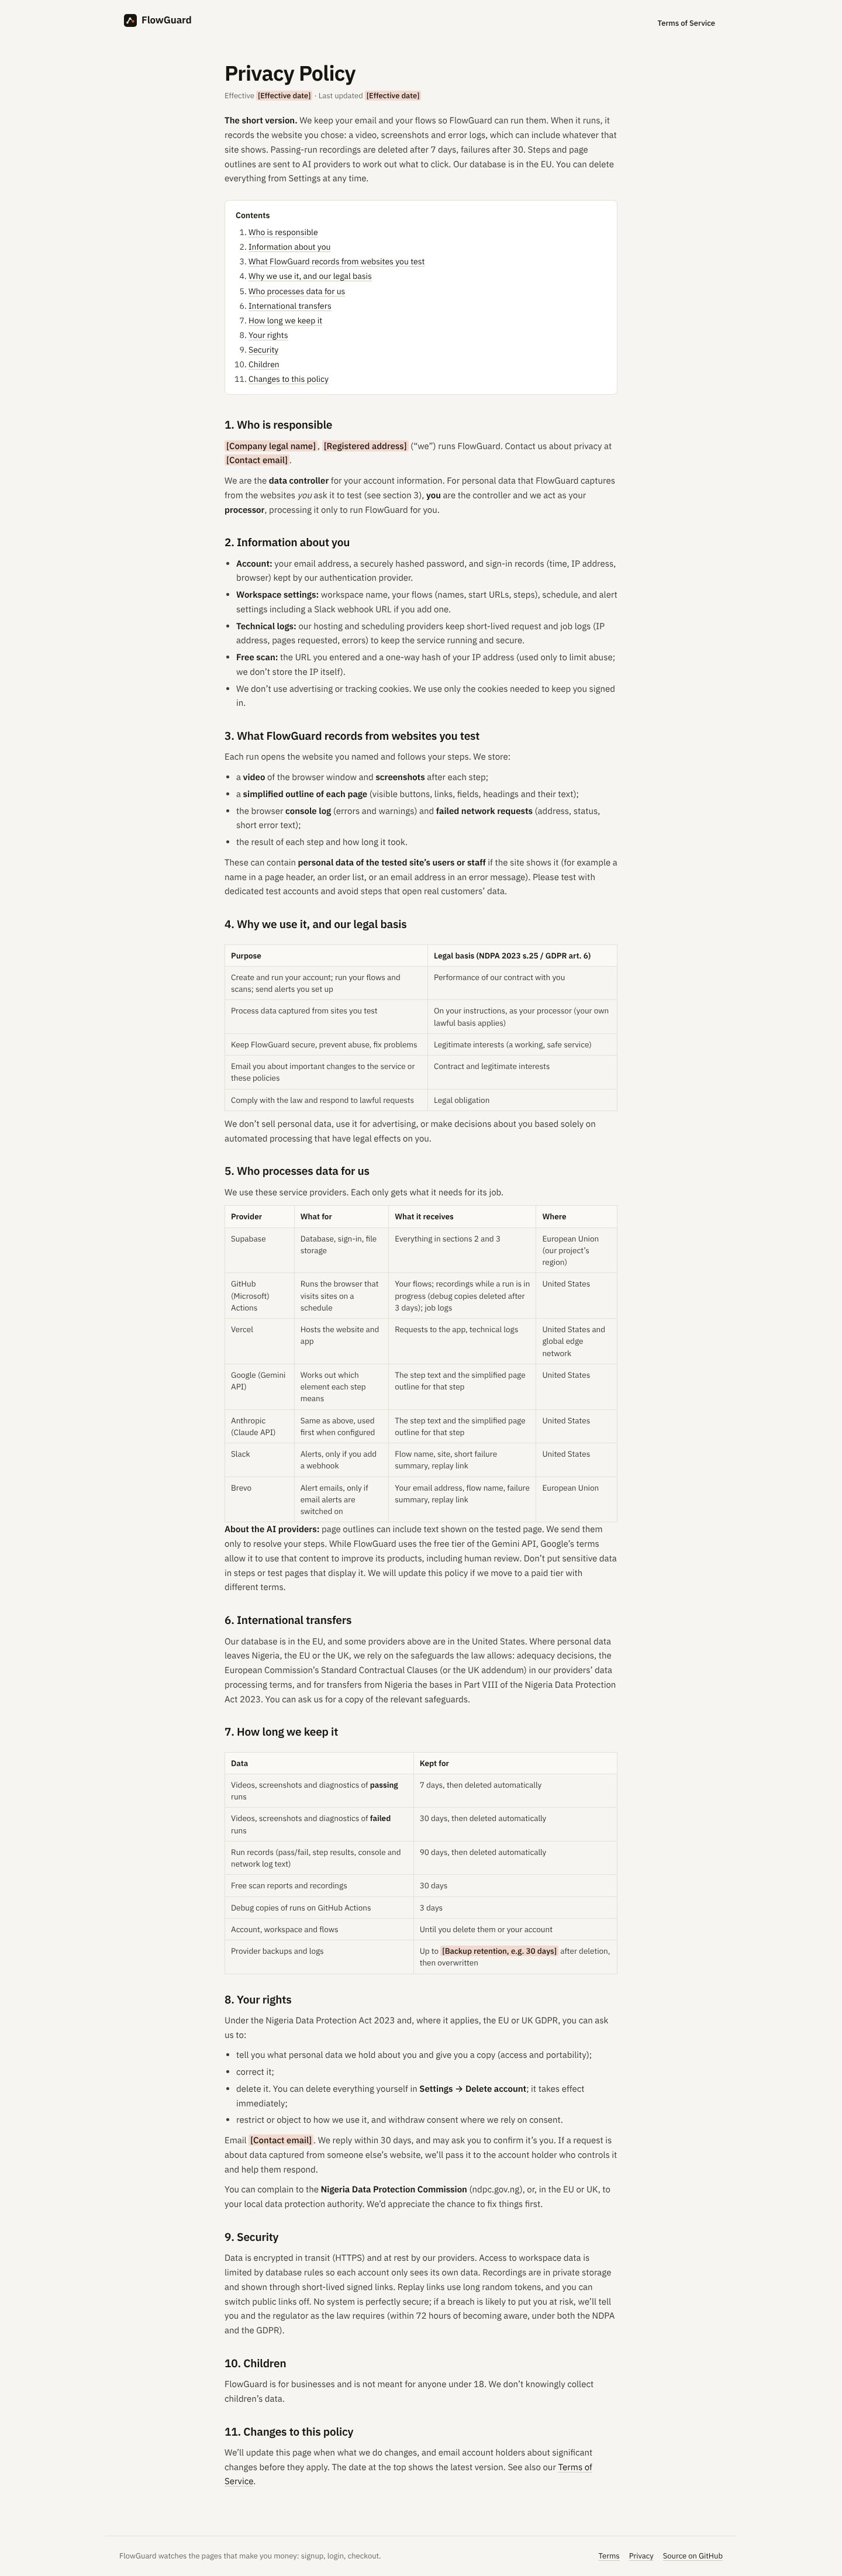 FlowGuard
Terms of Service
Privacy Policy
Effective [Effective date] · Last updated [Effective date]
The short version. We keep your email and your flows so FlowGuard can run them. When it runs, it
records the website you chose: a video, screenshots and error logs, which can include whatever that
site shows. Passing-run recordings are deleted after 7 days, failures after 30. Steps and page
outlines are sent to AI providers to work out what to click. Our database is in the EU. You can delete
everything from Settings at any time.
Contents
1. Who is responsible
2. Information about you
3. What FlowGuard records from websites you test
4. Why we use it, and our legal basis
5. Who processes data for us
6. International transfers
7. How long we keep it
8. Your rights
9. Security
10. Children
11. Changes to this policy
1. Who is responsible
[Company legal name], [Registered address] (“we”) runs FlowGuard. Contact us about privacy at
[Contact email].
We are the data controller for your account information. For personal data that FlowGuard captures
from the websites you ask it to test (see section 3), you are the controller and we act as your
processor, processing it only to run FlowGuard for you.
2. Information about you
• Account: your email address, a securely hashed password, and sign-in records (time, IP address,
browser) kept by our authentication provider.
• Workspace settings: workspace name, your flows (names, start URLs, steps), schedule, and alert
settings including a Slack webhook URL if you add one.
• Technical logs: our hosting and scheduling providers keep short-lived request and job logs (IP
address, pages requested, errors) to keep the service running and secure.
• Free scan: the URL you entered and a one-way hash of your IP address (used only to limit abuse;
we don’t store the IP itself).
• We don’t use advertising or tracking cookies. We use only the cookies needed to keep you signed
in.
3. What FlowGuard records from websites you test
Each run opens the website you named and follows your steps. We store:
• a video of the browser window and screenshots after each step;
• a simplified outline of each page (visible buttons, links, fields, headings and their text);
• the browser console log (errors and warnings) and failed network requests (address, status,
short error text);
• the result of each step and how long it took.
These can contain personal data of the tested site’s users or staff if the site shows it (for example a
name in a page header, an order list, or an email address in an error message). Please test with
dedicated test accounts and avoid steps that open real customers’ data.
4. Why we use it, and our legal basis
Purpose
Legal basis (NDPA 2023 s.25 / GDPR art. 6)
Create and run your account; run your flows and
scans; send alerts you set up
Performance of our contract with you
Process data captured from sites you test
On your instructions, as your processor (your own
lawful basis applies)
Keep FlowGuard secure, prevent abuse, fix problems
Legitimate interests (a working, safe service)
Email you about important changes to the service or
these policies
Contract and legitimate interests
Comply with the law and respond to lawful requests
Legal obligation
We don’t sell personal data, use it for advertising, or make decisions about you based solely on
automated processing that have legal effects on you.
5. Who processes data for us
We use these service providers. Each only gets what it needs for its job.
Provider
What for
What it receives
Where
Supabase
Database, sign-in, file
storage
Everything in sections 2 and 3
European Union
(our project’s
region)
GitHub
(Microsoft)
Actions
Runs the browser that
visits sites on a
schedule
Your flows; recordings while a run is in
progress (debug copies deleted after
3 days); job logs
United States
Vercel
Hosts the website and
app
Requests to the app, technical logs
United States and
global edge
network
Google (Gemini
API)
Works out which
element each step
means
The step text and the simplified page
outline for that step
United States
Anthropic
(Claude API)
Same as above, used
first when configured
The step text and the simplified page
outline for that step
United States
Slack
Alerts, only if you add
a webhook
Flow name, site, short failure
summary, replay link
United States
Brevo
Alert emails, only if
email alerts are
switched on
Your email address, flow name, failure
summary, replay link
European Union
About the AI providers: page outlines can include text shown on the tested page. We send them
only to resolve your steps. While FlowGuard uses the free tier of the Gemini API, Google’s terms
allow it to use that content to improve its products, including human review. Don’t put sensitive data
in steps or test pages that display it. We will update this policy if we move to a paid tier with
different terms.
6. International transfers
Our database is in the EU, and some providers above are in the United States. Where personal data
leaves Nigeria, the EU or the UK, we rely on the safeguards the law allows: adequacy decisions, the
European Commission’s Standard Contractual Clauses (or the UK addendum) in our providers’ data
processing terms, and for transfers from Nigeria the bases in Part VIII of the Nigeria Data Protection
Act 2023. You can ask us for a copy of the relevant safeguards.
7. How long we keep it
Data
Kept for
Videos, screenshots and diagnostics of passing
runs
7 days, then deleted automatically
Videos, screenshots and diagnostics of failed
runs
30 days, then deleted automatically
Run records (pass/fail, step results, console and
network log text)
90 days, then deleted automatically
Free scan reports and recordings
30 days
Debug copies of runs on GitHub Actions
3 days
Account, workspace and flows
Until you delete them or your account
Provider backups and logs
Up to [Backup retention, e.g. 30 days] after deletion,
then overwritten
8. Your rights
Under the Nigeria Data Protection Act 2023 and, where it applies, the EU or UK GDPR, you can ask
us to:
• tell you what personal data we hold about you and give you a copy (access and portability);
• correct it;
• delete it. You can delete everything yourself in Settings → Delete account; it takes effect
immediately;
• restrict or object to how we use it, and withdraw consent where we rely on consent.
Email [Contact email]. We reply within 30 days, and may ask you to confirm it’s you. If a request is
about data captured from someone else’s website, we’ll pass it to the account holder who controls it
and help them respond.
You can complain to the Nigeria Data Protection Commission (ndpc.gov.ng), or, in the EU or UK, to
your local data protection authority. We’d appreciate the chance to fix things first.
9. Security
Data is encrypted in transit (HTTPS) and at rest by our providers. Access to workspace data is
limited by database rules so each account only sees its own data. Recordings are in private storage
and shown through short-lived signed links. Replay links use long random tokens, and you can
switch public links off. No system is perfectly secure; if a breach is likely to put you at risk, we’ll tell
you and the regulator as the law requires (within 72 hours of becoming aware, under both the NDPA
and the GDPR).
10. Children
FlowGuard is for businesses and is not meant for anyone under 18. We don’t knowingly collect
children’s data.
11. Changes to this policy
We’ll update this page when what we do changes, and email account holders about significant
changes before they apply. The date at the top shows the latest version. See also our Terms of
Service.
FlowGuard watches the pages that make you money: signup, login, checkout.
Terms Privacy Source on GitHub